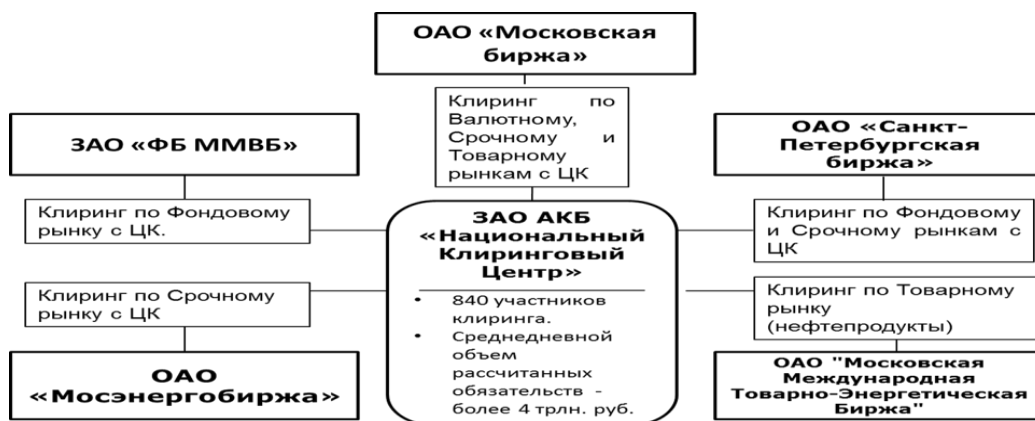 ОАО «Московская
биржа»
Клиринг по
Валютному,
Срочному и
Товарному
рынкам с ЦК
ЗАО «ФБ ММВБ»
ОАО «Санкт-
Петербургская
биржа»
Клиринг по Фондовому
рынку с ЦК.
ЗАО АКБ
«Национальный
Клиринговый
Центр»
• 840 участников
клиринга.
• Среднедневной
объем
рассчитанных
обязательств -
более 4 трлн. руб.
Клиринг по Фондовому
и Срочному рынкам с
ЦК
Клиринг по Срочному
рынку с ЦК
Клиринг по Товарному
рынку
(нефтепродукты)
ОАО
«Мосэнергобиржа»
ОАО "Московская
Международная
Товарно-Энергетическая
Биржа"